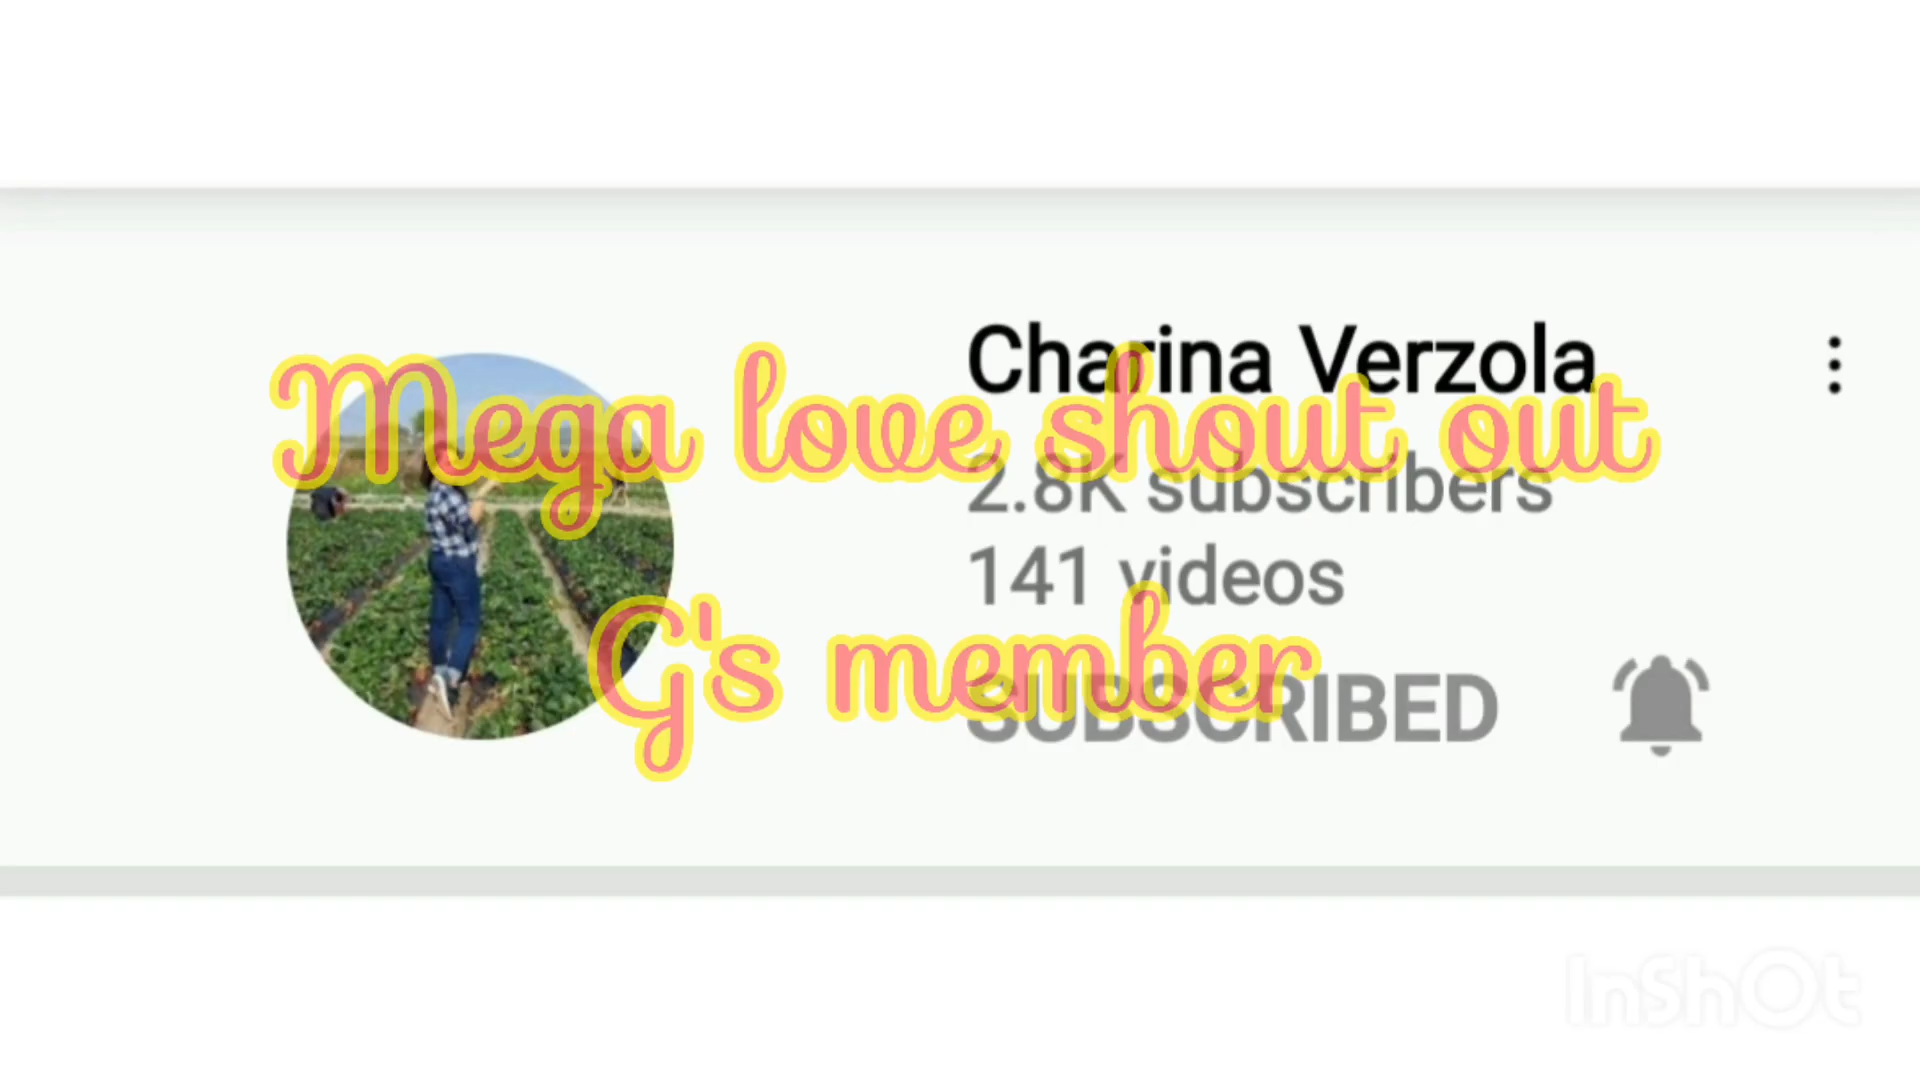 Charina Verzola
Mega love shout out
2.8K subscribers
141 videos
G's member
SUBSCRIBED
InShOt